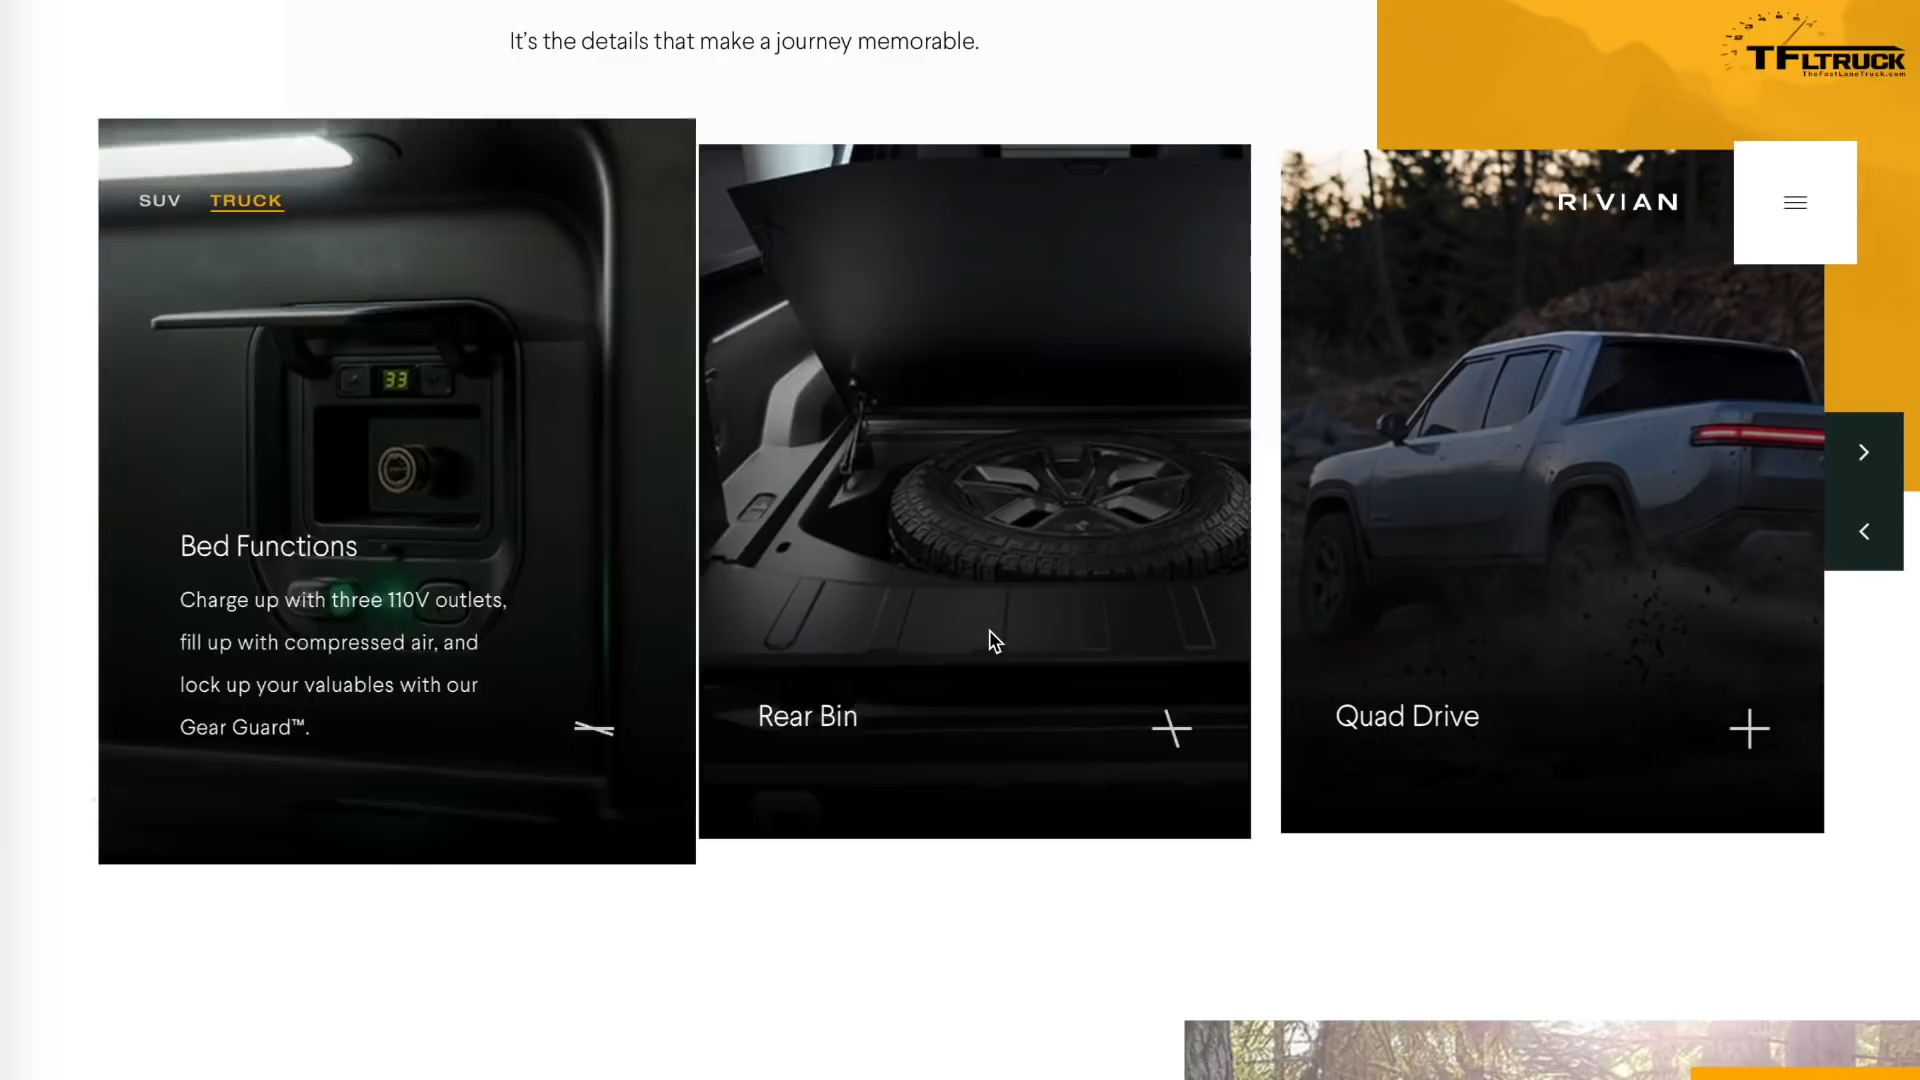 It's the details that make a journey memorable.
TFLTRUCK
TheFastLaneTruck.com
SUV TRUCK
RIVIAN
33
Bed Functions
Charge up with three 110V outlets,
fill up with compressed air, and
lock up your valuables with our
Gear Guard™.
Rear Bin
Quad Drive